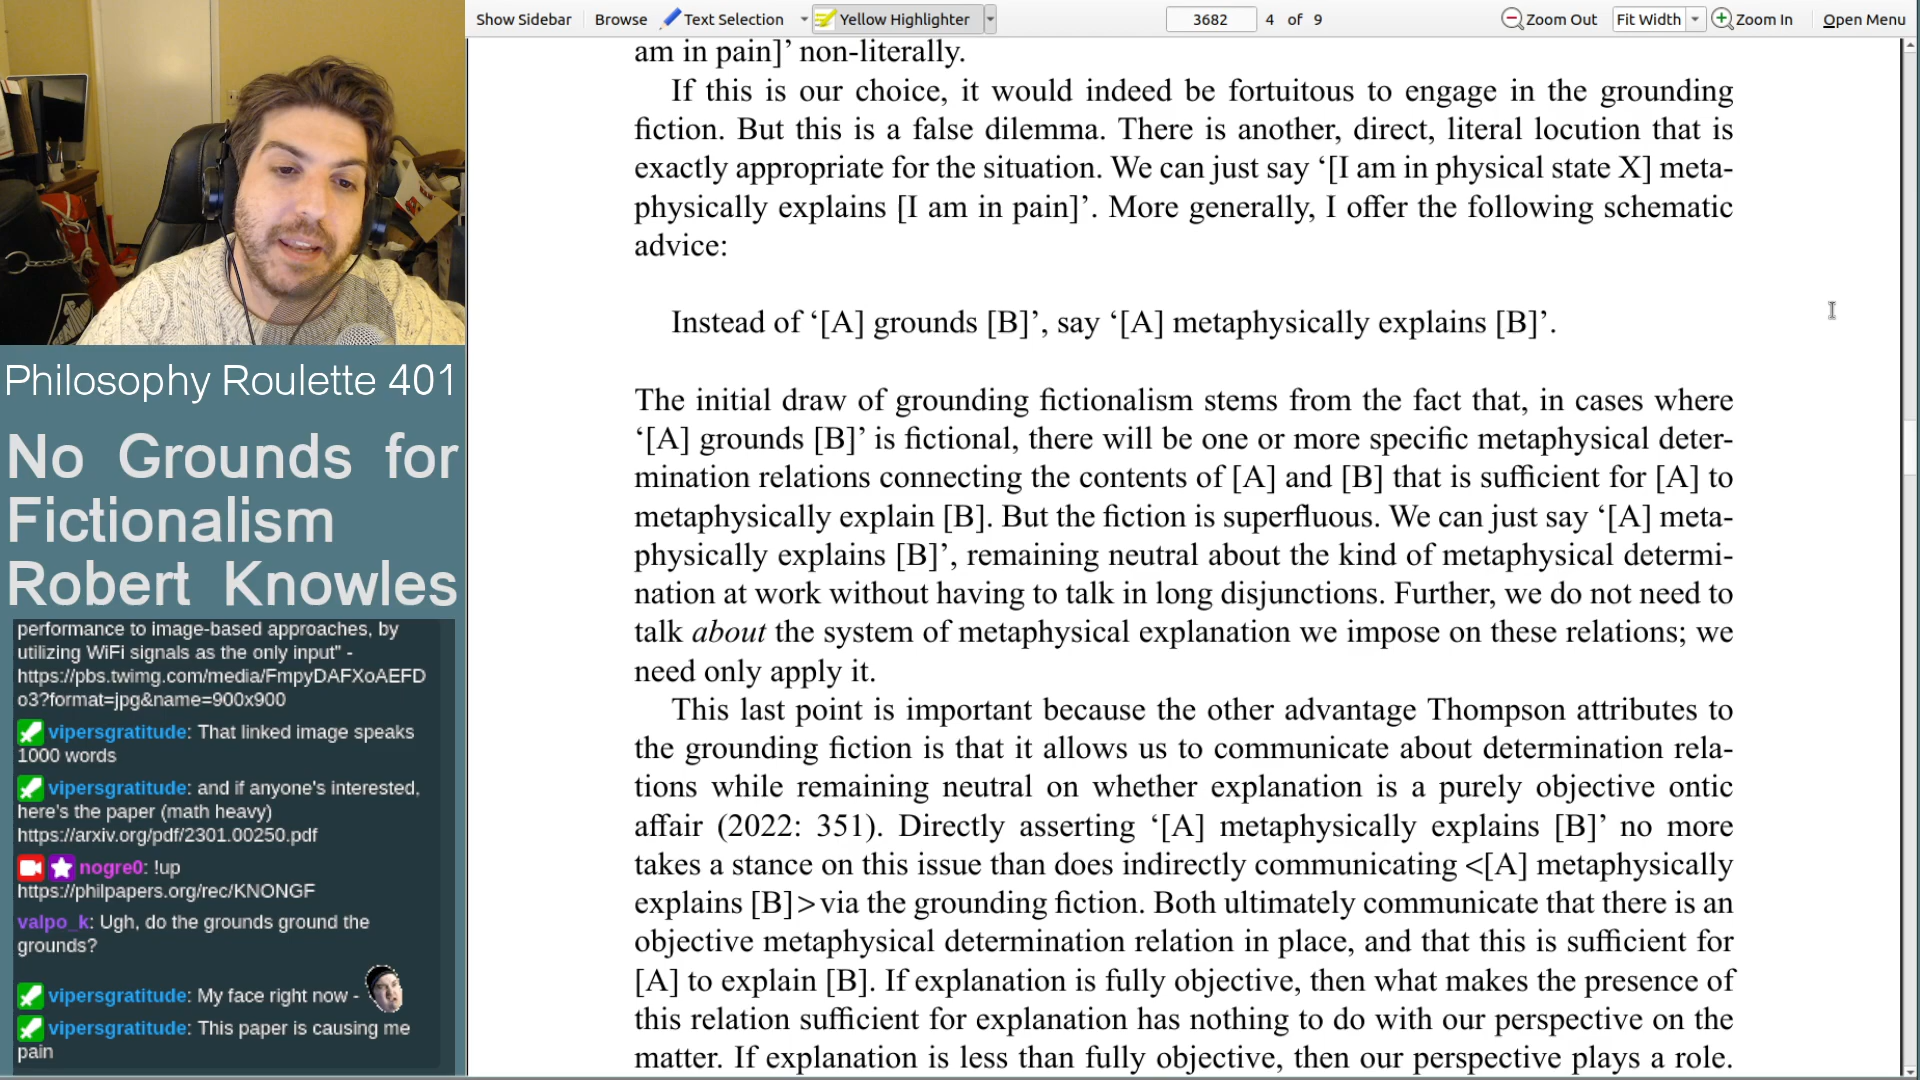 Show Sidebar Browse Text Selection Yellow Highlighter 3682 4 of 9 Zoom Out Fit Width Zoom In Open Menu
am in pain]’ non-literally.
If this is our choice, it would indeed be fortuitous to engage in the grounding
fiction. But this is a false dilemma. There is another, direct, literal locution that is
exactly appropriate for the situation. We can just say ‘[I am in physical state X] meta-
physically explains [I am in pain]’. More generally, I offer the following schematic
advice:
Instead of ‘[A] grounds [B]’, say ‘[A] metaphysically explains [B]’.
The initial draw of grounding fictionalism stems from the fact that, in cases where
‘[A] grounds [B]’ is fictional, there will be one or more specific metaphysical deter-
mination relations connecting the contents of [A] and [B] that is sufficient for [A] to
metaphysically explain [B]. But the fiction is superfluous. We can just say ‘[A] meta-
physically explains [B]’, remaining neutral about the kind of metaphysical determi-
nation at work without having to talk in long disjunctions. Further, we do not need to
talk about the system of metaphysical explanation we impose on these relations; we
need only apply it.
This last point is important because the other advantage Thompson attributes to
the grounding fiction is that it allows us to communicate about determination rela-
tions while remaining neutral on whether explanation is a purely objective ontic
affair (2022: 351). Directly asserting ‘[A] metaphysically explains [B]’ no more
takes a stance on this issue than does indirectly communicating <[A] metaphysically
explains [B]> via the grounding fiction. Both ultimately communicate that there is an
objective metaphysical determination relation in place, and that this is sufficient for
[A] to explain [B]. If explanation is fully objective, then what makes the presence of
this relation sufficient for explanation has nothing to do with our perspective on the
matter. If explanation is less than fully objective, then our perspective plays a role.
Philosophy Roulette 401
No Grounds for
Fictionalism
Robert Knowles
performance to image-based approaches, by
utilizing WiFi signals as the only input" -
https://pbs.twimg.com/media/FmpyDAFXoAEFD
o3?format=jpg&name=900x900
vipersgratitude: That linked image speaks
1000 words
vipersgratitude: and if anyone's interested,
here's the paper (math heavy)
https://arxiv.org/pdf/2301.00250.pdf
nogre0: !up
https://philpapers.org/rec/KNONGF
valpo_k: Ugh, do the grounds ground the
grounds?
vipersgratitude: My face right now -
vipersgratitude: This paper is causing me
pain